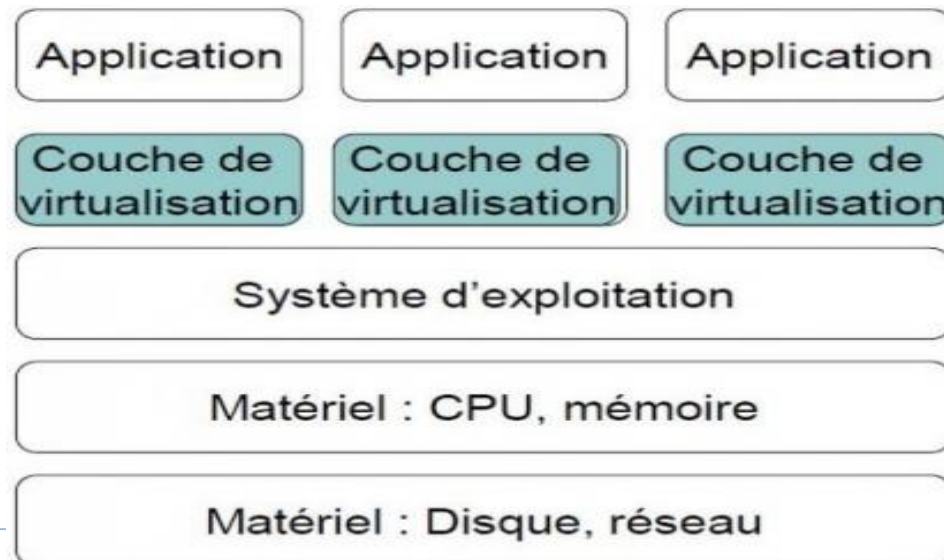 Application
Application
Application
Couche de
virtualisation
Couche de
virtualisation
Couche de
virtualisation
Système d'exploitation
Matériel : CPU, mémoire
Matériel : Disque, réseau